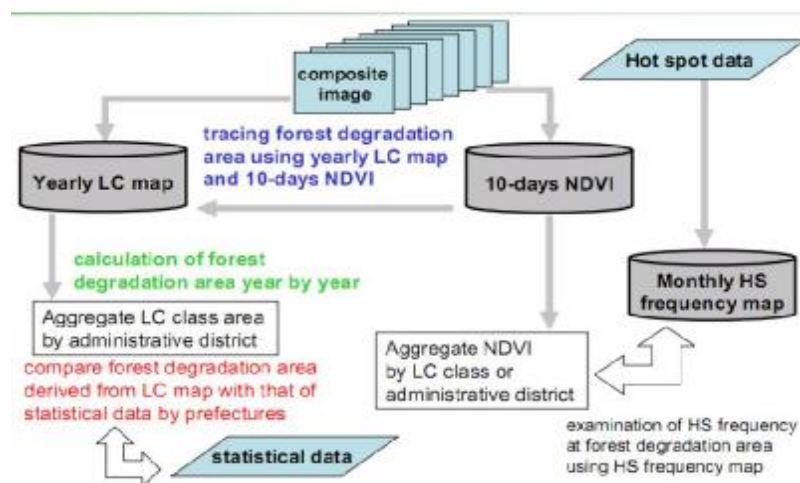 composite
image
Hot spot data
tracing forest degradation
area using yearly LC map
and 10-days NDVI
Yearly LC map
10-days NDVI
calculation of forest
degradation area year by year
Monthly HS
frequency map
Aggregate LC class area
by administrative district
Aggregate NDVI
by LC class or
administrative district
compare forest degradation area
derived from LC map with that of
statistical data by prefectures
examination of HS frequency
at forest degradation area
using HS frequency map
statistical data